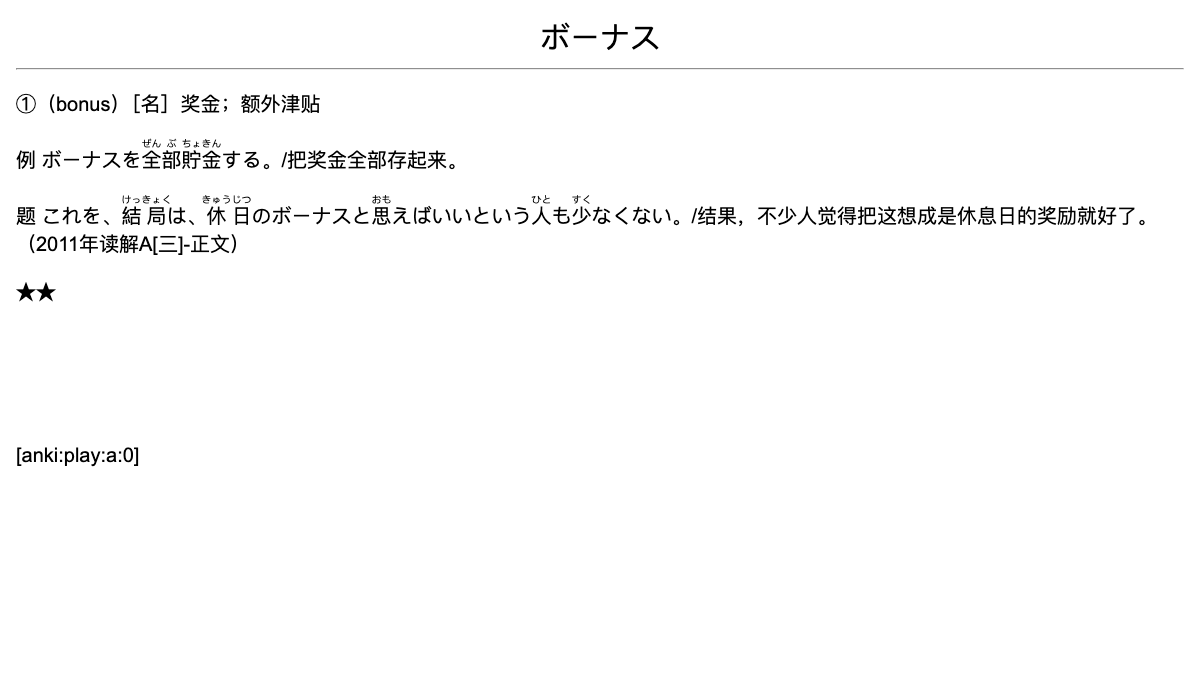 ボーナス
①（bonus）［名］奖金；额外津贴
ぜん ぶ ちょきん
例 ボーナスを全部貯金する。/把奖金全部存起来。
けっきょく きゅうじつ おも ひと すく
题 これを、結局は、休日のボーナスと思えばいいという人も少なくない。/结果，不少人觉得把这想成是休息日的奖励就好了。
（2011年读解A[三]-正文）
★★
[anki:play:a:0]